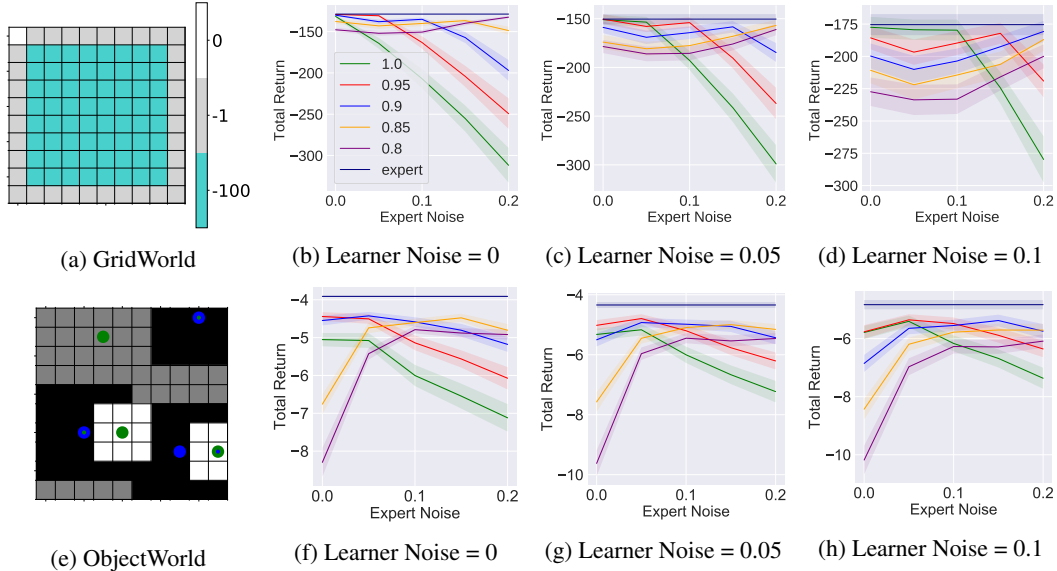 0
-1
-100
(a) GridWorld
Total Return
−150
−200
−250
−300
1.0
0.95
0.9
0.85
0.8
expert
0.0
0.1
0.2
Expert Noise
(b) Learner Noise = 0
Total Return
−150
−200
−250
−300
0.0
0.1
0.2
Expert Noise
(c) Learner Noise = 0.05
Total Return
−175
−200
−225
−250
−275
−300
0.0
0.1
0.2
Expert Noise
(d) Learner Noise = 0.1
(e) ObjectWorld
Total Return
−4
−5
−6
−7
−8
0.0
0.1
0.2
Expert Noise
(f) Learner Noise = 0
Total Return
−4
−6
−8
−10
0.0
0.1
0.2
Expert Noise
(g) Learner Noise = 0.05
Total Return
−6
−8
−10
0.0
0.1
0.2
Expert Noise
(h) Learner Noise = 0.1